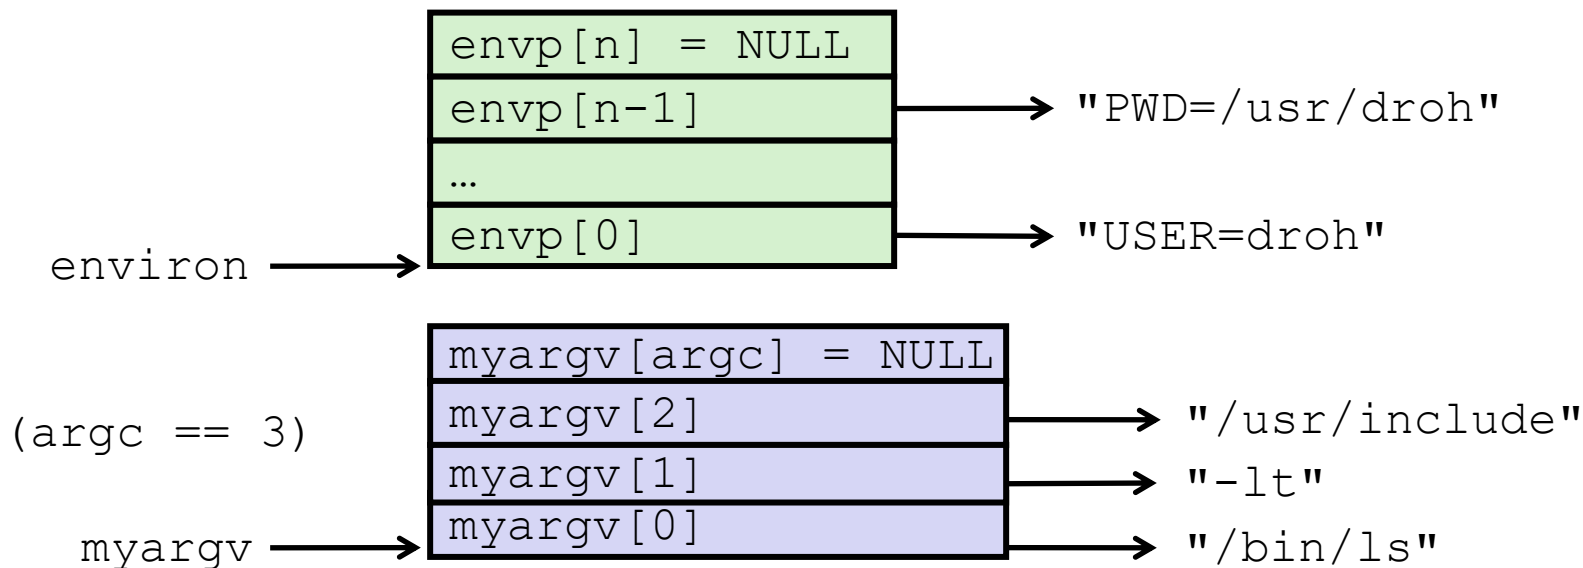 envp[n] = NULL
envp[n-1] "PWD=/usr/droh"
…
envp[0] "USER=droh"
environ
myargv[argc] = NULL
(argc == 3) myargv[2] "/usr/include"
myargv[1] "-lt"
myargv myargv[0] "/bin/ls"